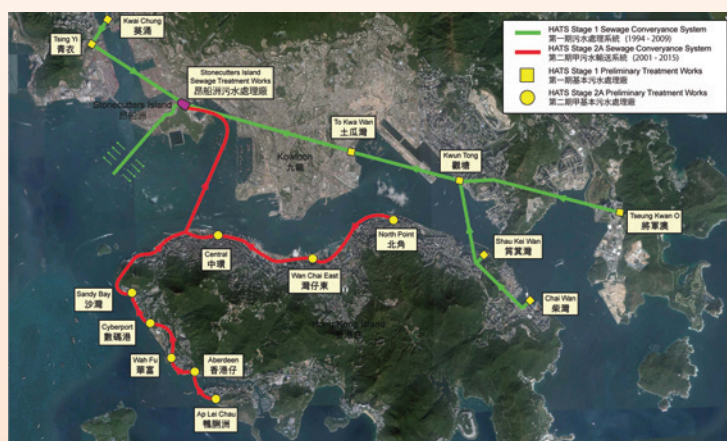 Kwai Chung
葵涌
Tsing Yi
青衣
Stonecutters Island
Sewage Treatment Works
昂船洲污水處理廠
Stonecutters Island
昂船洲
To Kwa Wan
土瓜灣
Kowloon
九龍
Kwun Tong
觀塘
Tseung Kwan O
將軍澳
North Point
北角
Central
中環
Wan Chai East
灣仔東
Shau Kei Wan
筲箕灣
Chai Wan
柴灣
Sandy Bay
沙灣
Cyberport
數碼港
Wah Fu
華富
Aberdeen
香港仔
Ap Lei Chau
鴨脷洲
Hong Kong Island
HATS Stage 1 Sewage Converyance System
第一期污水處理系統 (1994 - 2009)
HATS Stage 2A Sewage Converyance System
第二期甲污水輸送系統 (2001 - 2015)
HATS Stage 1 Preliminary Treatment Works
第一期基本污水處理廠
HATS Stage 2A Preliminary Treatment Works
第二期甲基本污水處理廠